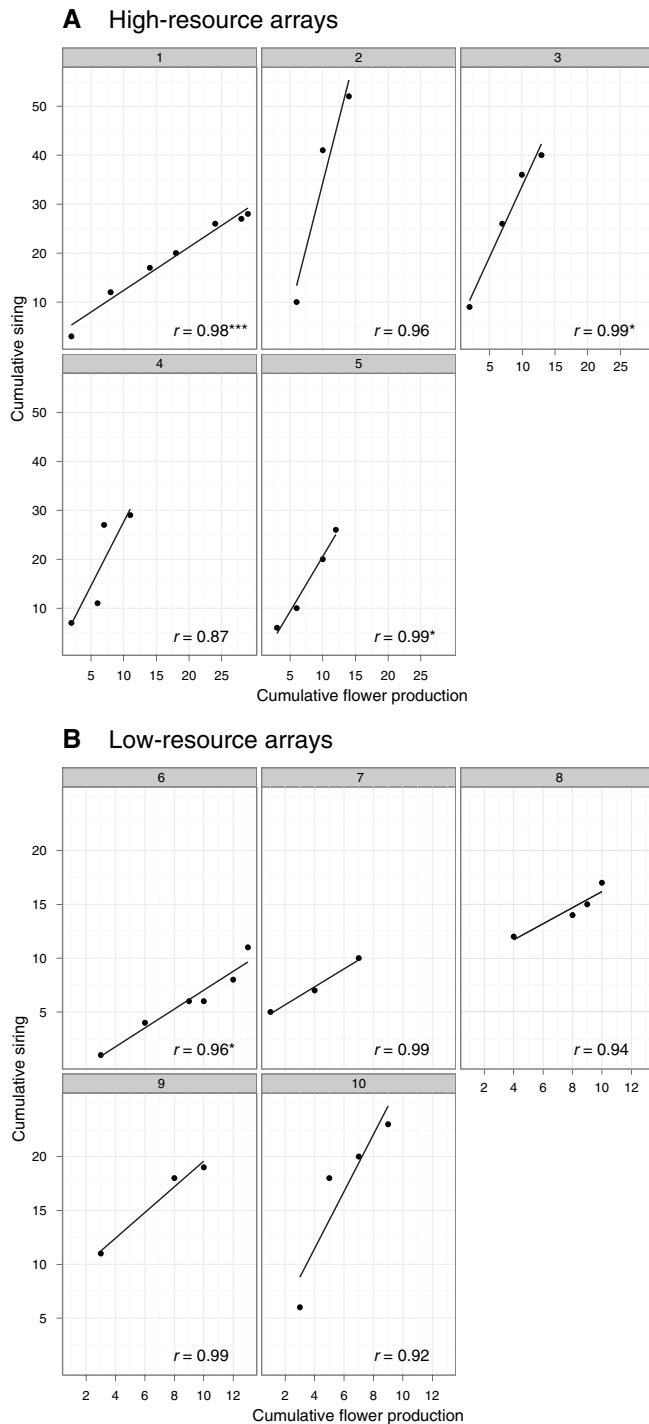 A High-resource arrays
1 2 3
50
40
30
20
10
r = 0.98*** r = 0.96 r = 0.99*
5 10 15 20 25
4 5
50
40
30
20
10
r = 0.87 r = 0.99*
5 10 15 20 25 5 10 15 20 25
Cumulative siring
Cumulative flower production
B Low-resource arrays
6 7 8
20
15
10
5
r = 0.96* r = 0.99 r = 0.94
2 4 6 8 10 12
9 10
20
15
10
5
r = 0.99 r = 0.92
2 4 6 8 10 12 2 4 6 8 10 12
Cumulative siring
Cumulative flower production